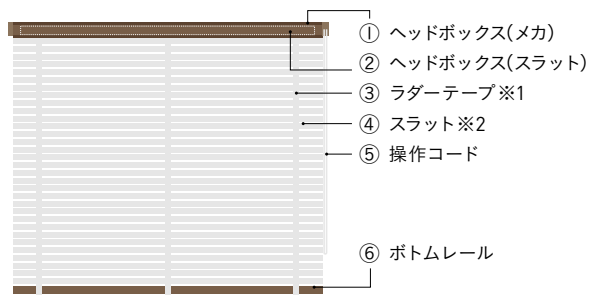 ① ヘッドボックス(メカ)
② ヘッドボックス(スラット)
③ ラダーテープ※1
④ スラット※2
⑤ 操作コード
⑥ ボトムレール